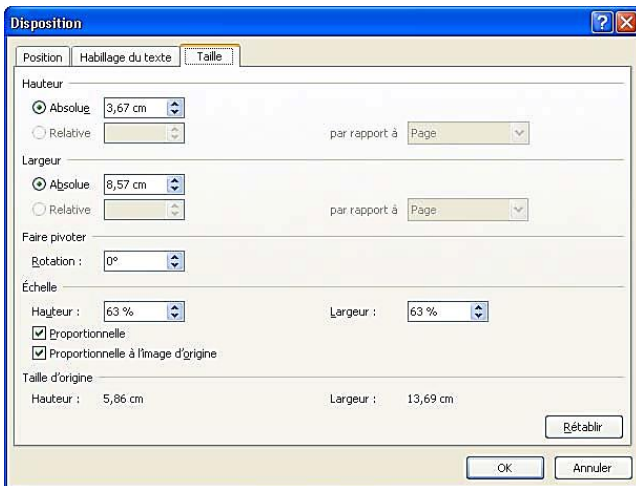 Disposition
Position Habillage du texte Taille
Hauteur
Absolue 3,67 cm
Relative par rapport à Page
Largeur
Absolue 8,57 cm
Relative par rapport à Page
Faire pivoter
Rotation : 0°
Échelle
Hauteur : 63 % Largeur : 63 %
Proportionnelle
Proportionnelle à l'image d'origine
Taille d'origine
Hauteur : 5,86 cm Largeur : 13,69 cm
Rétablir
OK Annuler